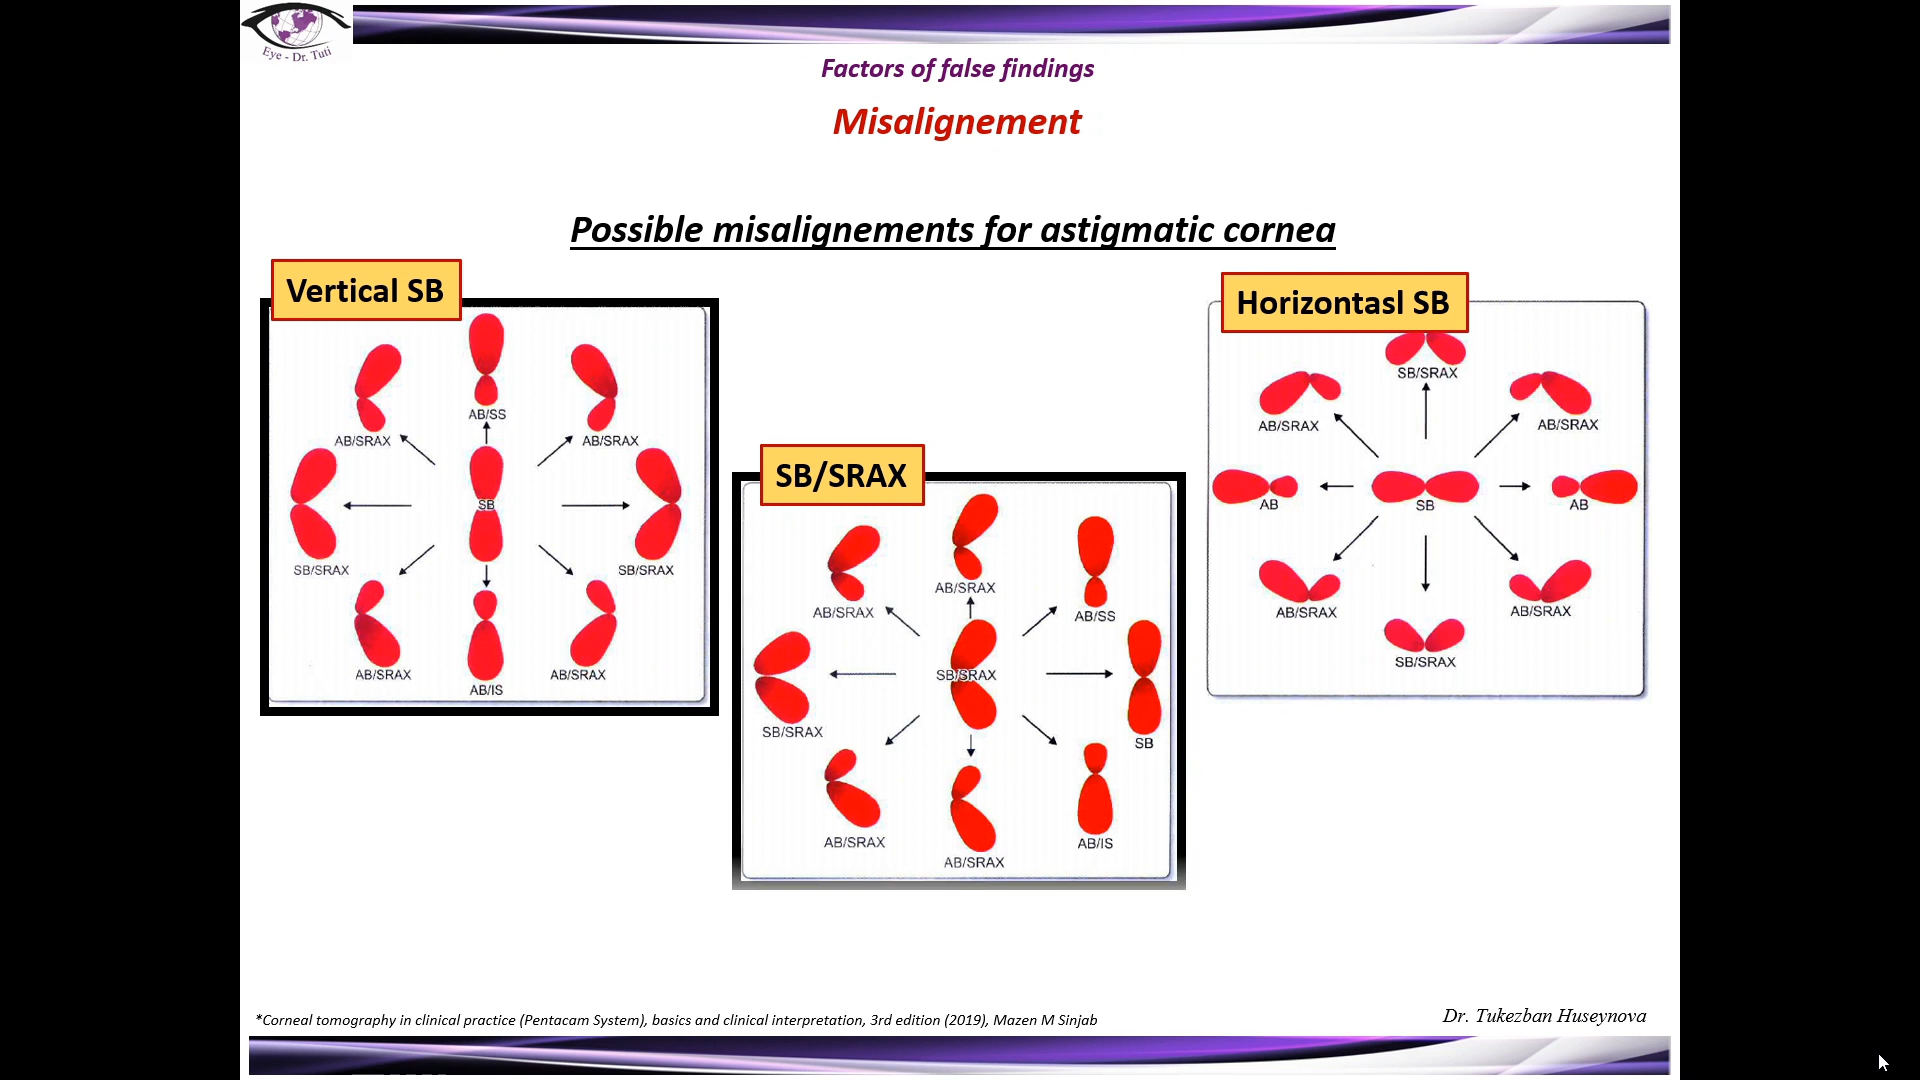 Eye - Dr. Tuti
Factors of false findings
Misalignement
Possible misalignements for astigmatic cornea
Vertical SB
AB/SS
AB/SRAX
AB/SRAX
SB
SB/SRAX
SB/SRAX
AB/SRAX
AB/SRAX
AB/IS
SB/SRAX
AB/SRAX
AB/SRAX
AB/SS
SB/SRAX
SB/SRAX
SB
AB/SRAX
AB/IS
AB/SRAX
Horizontasl SB
SB/SRAX
AB/SRAX
AB/SRAX
AB
SB
AB
AB/SRAX
AB/SRAX
SB/SRAX
*Corneal tomography in clinical practice (Pentacam System), basics and clinical interpretation, 3rd edition (2019), Mazen M Sinjab
Dr. Tukezban Huseynova